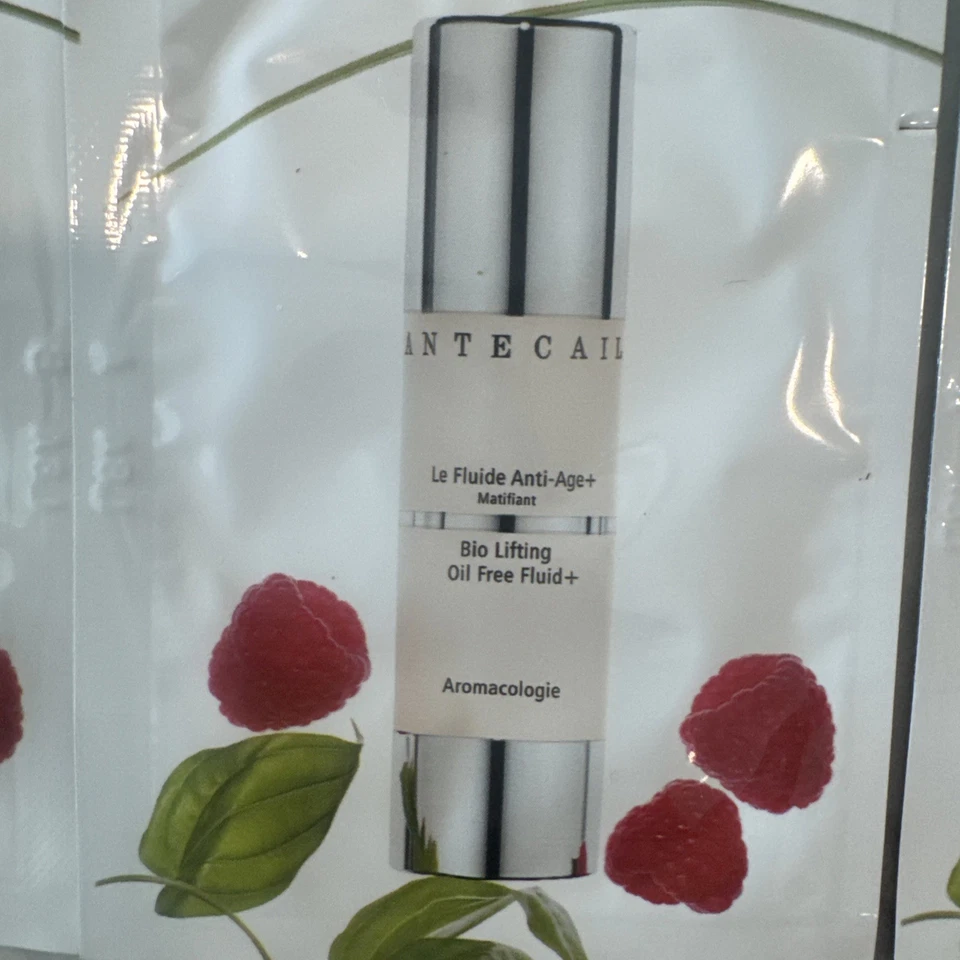 ANTECAIL
Le Fluide Anti-Age+
Matifiant
Bio Lifting
Oil Free Fluid+
Aromacologie